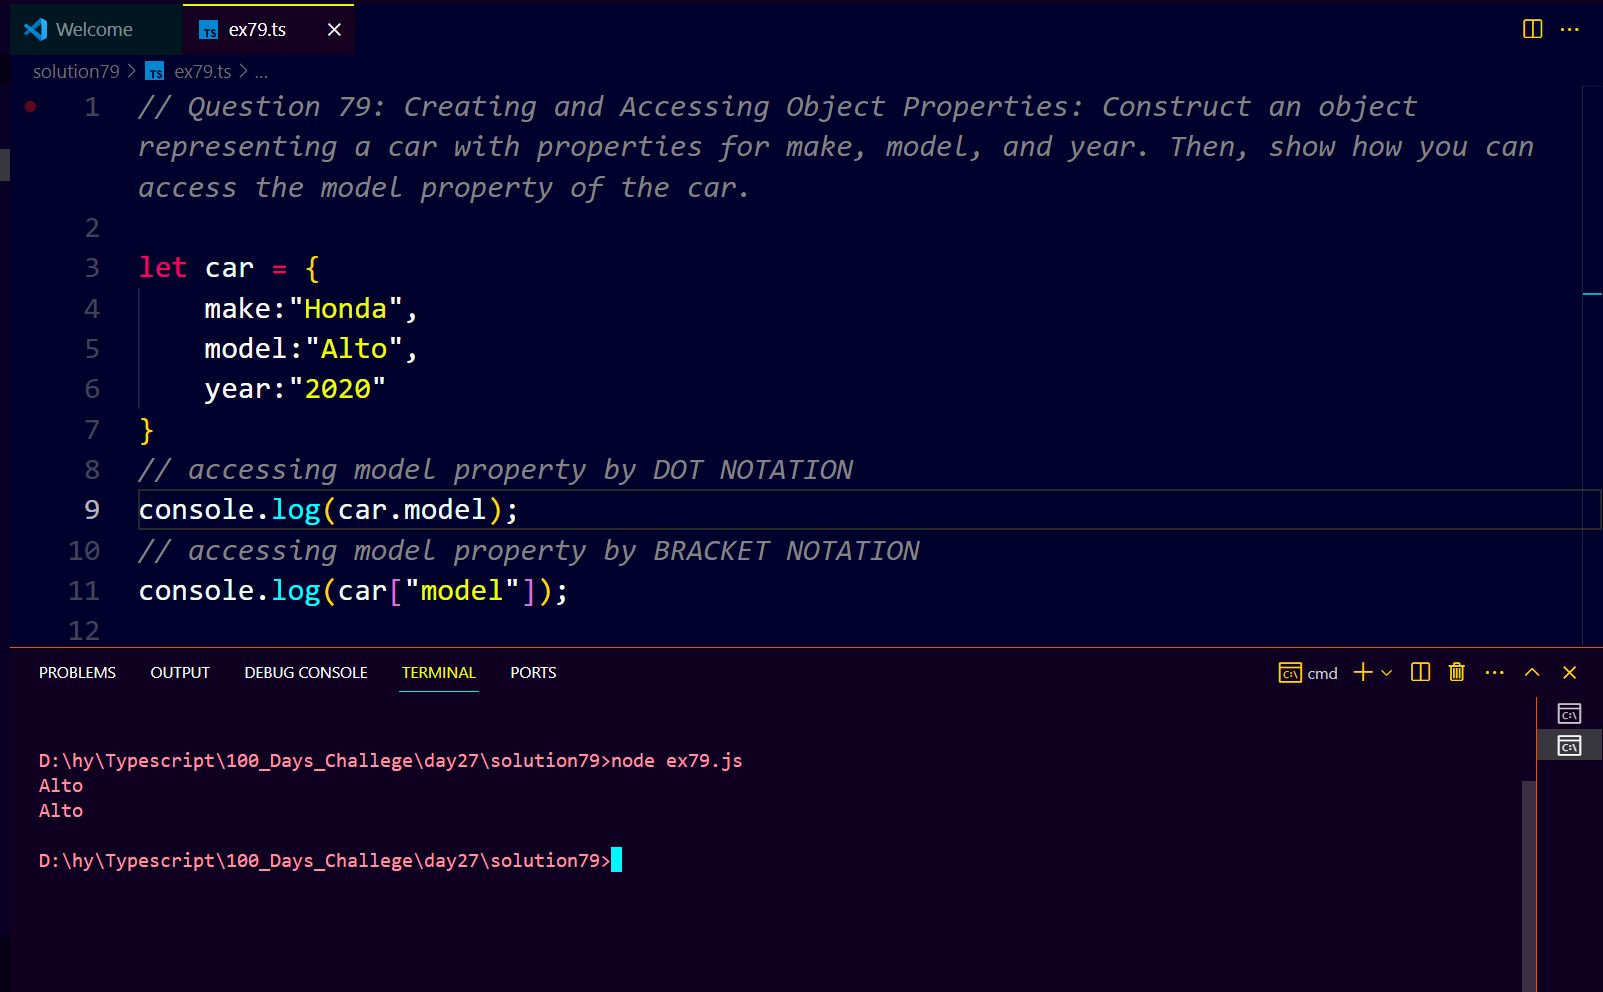 Welcome
TS ex79.ts
solution79 > TS ex79.ts > ...
1 // Question 79: Creating and Accessing Object Properties: Construct an object
representing a car with properties for make, model, and year. Then, show how you can
access the model property of the car.
2
3 let car = {
4 make:"Honda",
5 model:"Alto",
6 year:"2020"
7 }
8 // accessing model property by DOT NOTATION
9 console.log(car.model);
10 // accessing model property by BRACKET NOTATION
11 console.log(car["model"]);
12
PROBLEMS OUTPUT DEBUG CONSOLE TERMINAL PORTS cmd
D:\hy\Typescript\100_Days_Challege\day27\solution79>node ex79.js
Alto
Alto
D:\hy\Typescript\100_Days_Challege\day27\solution79>